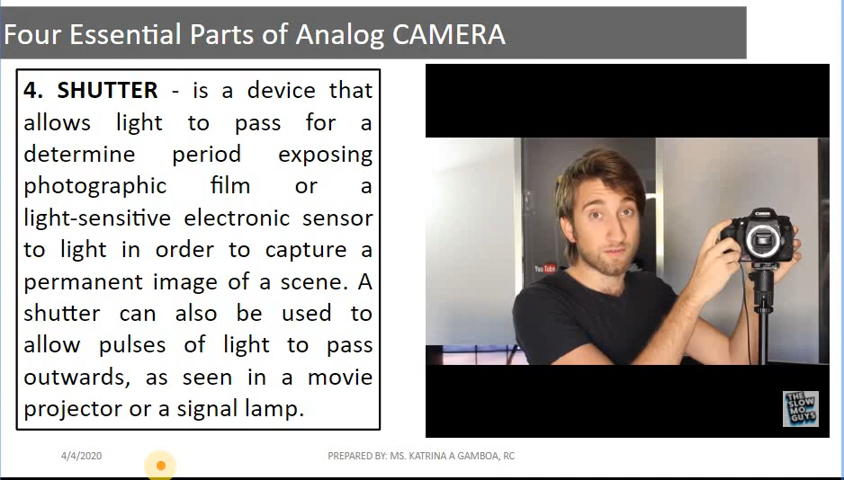 Four Essential Parts of Analog CAMERA
4. SHUTTER - is a device that
allows light to pass for a
determine period exposing
photographic film or a
light-sensitive electronic sensor
to light in order to capture a
permanent image of a scene. A
shutter can also be used to
allow pulses of light to pass
outwards, as seen in a movie
projector or a signal lamp.
Canon
YouTube
THE
SLOW
MO
GUYS
4/4/2020
PREPARED BY: MS. KATRINA A GAMBOA, RC